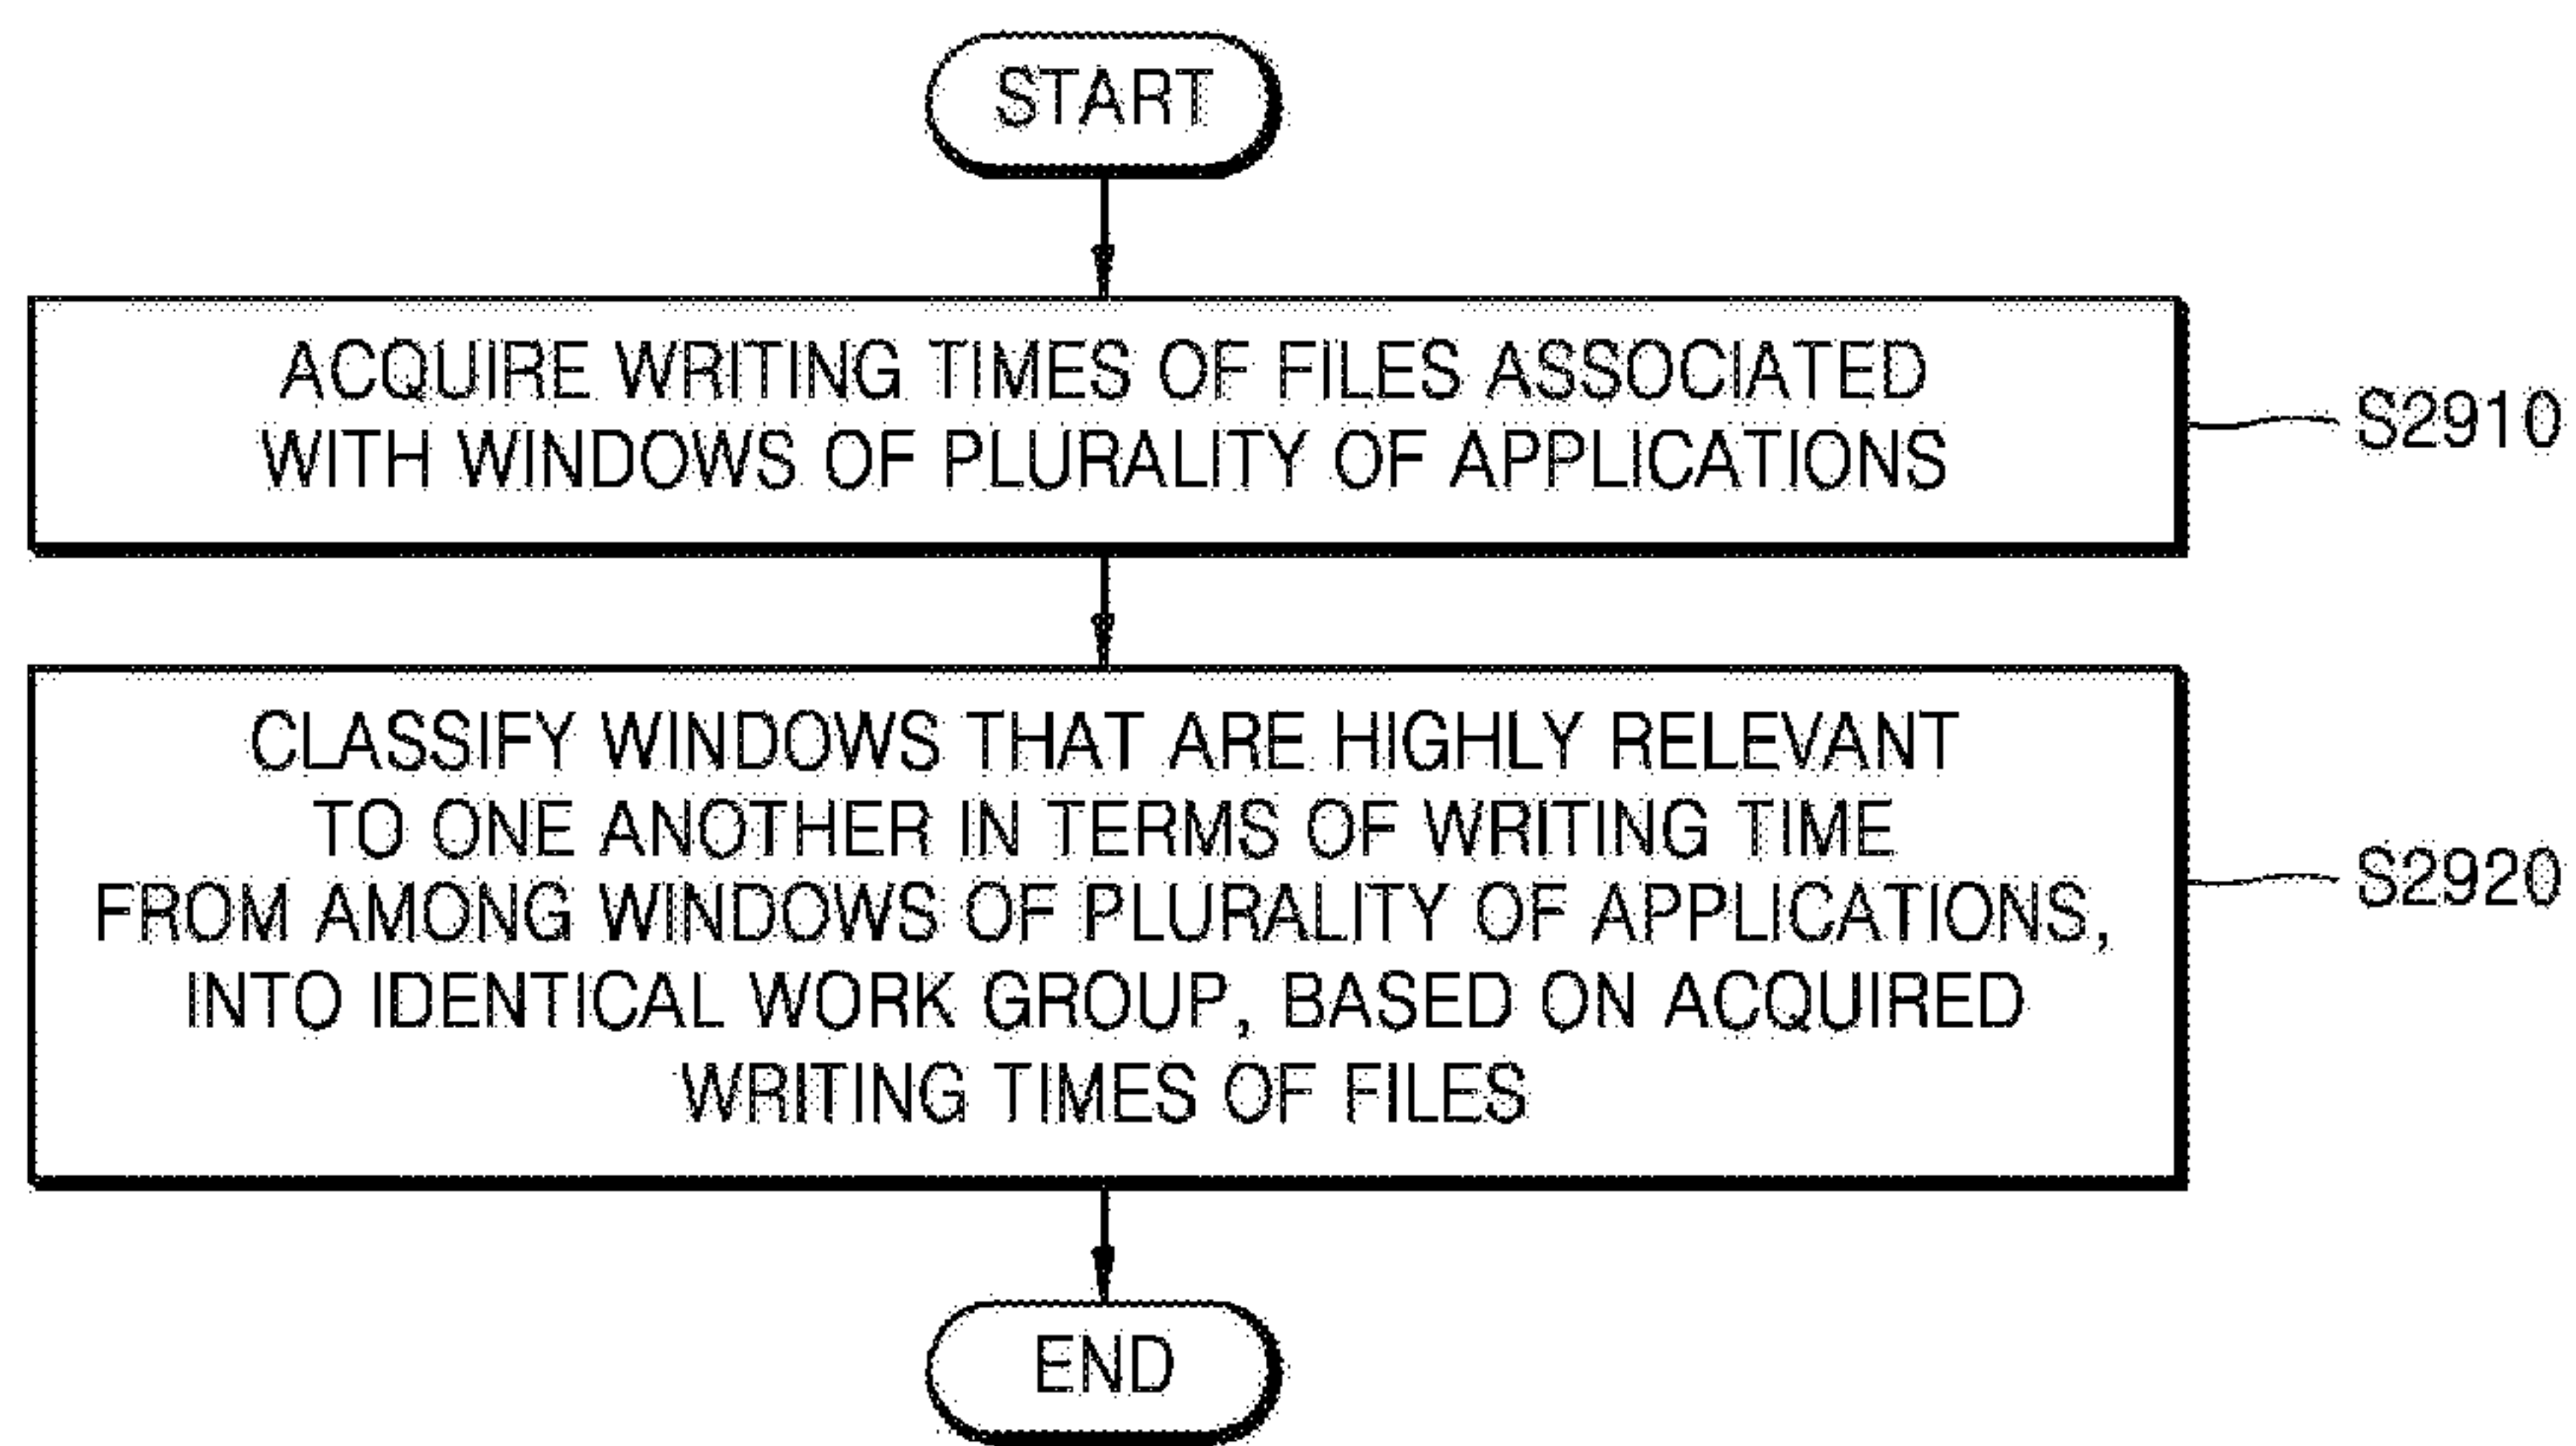 START
ACQUIRE WRITING TIMES OF FILES ASSOCIATED
WITH WINDOWS OF PLURALITY OF APPLICATIONS
S2910
CLASSIFY WINDOWS THAT ARE HIGHLY RELEVANT
TO ONE ANOTHER IN TERMS OF WRITING TIME
FROM AMONG WINDOWS OF PLURALITY OF APPLICATIONS,
INTO IDENTICAL WORK GROUP, BASED ON ACQUIRED
WRITING TIMES OF FILES
S2920
END